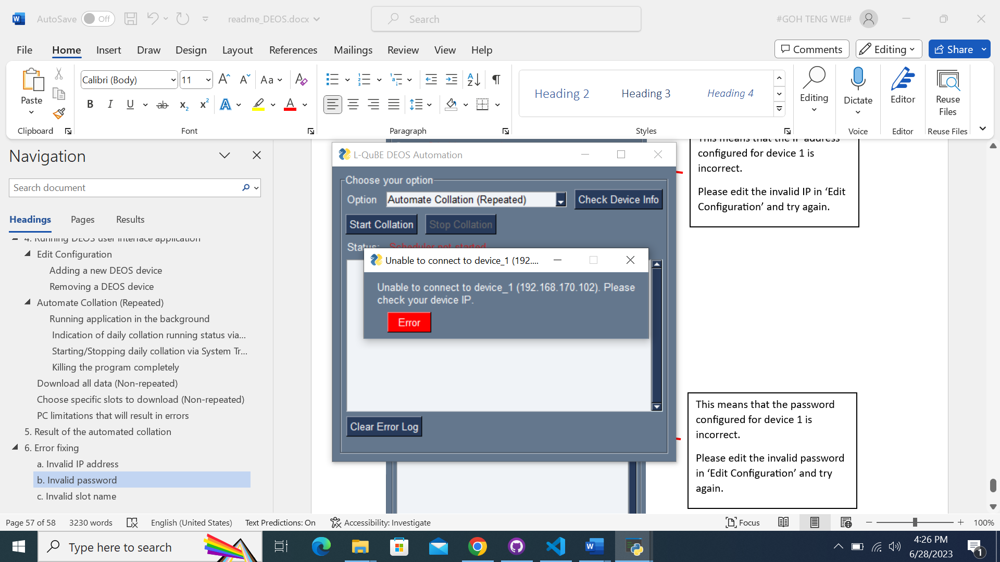 AutoSave Off readme_DEOS.docx Search #GOH TENG WEI#
File Home Insert Draw Design Layout References Mailings Review View Help Comments Editing Share
Calibri (Body) 11 Aa
Paste
B I U ab x₂ x² A A
Heading 2 Heading 3 Heading 4
Editing Dictate Editor Reuse Files
Clipboard Font Paragraph Styles Voice Editor Reuse Files
Navigation
Search document
Headings Pages Results
4. Running DEOS user interface application
Edit Configuration
Adding a new DEOS device
Removing a DEOS device
Automate Collation (Repeated)
Running application in the background
Indication of daily collation running status via...
Starting/Stopping daily collation via System Tr...
Killing the program completely
Download all data (Non-repeated)
Choose specific slots to download (Non-repeated)
PC limitations that will result in errors
5. Result of the automated collation
6. Error fixing
a. Invalid IP address
b. Invalid password
c. Invalid slot name
L-QuBE DEOS Automation
Choose your option
Option Automate Collation (Repeated) Check Device Info
Start Collation Stop Collation
Status: Scheduler not started
Unable to connect to device_1 (192....
Unable to connect to device_1 (192.168.170.102). Please
check your device IP.
Error
Clear Error Log
This means that the IP address
configured for device 1 is
incorrect.
Please edit the invalid IP in ‘Edit
Configuration’ and try again.
This means that the password
configured for device 1 is
incorrect.
Please edit the invalid password
in ‘Edit Configuration’ and try
again.
Page 57 of 58 3230 words English (United States) Text Predictions: On Accessibility: Investigate Focus 100%
Type here to search
4:26 PM
6/28/2023
1